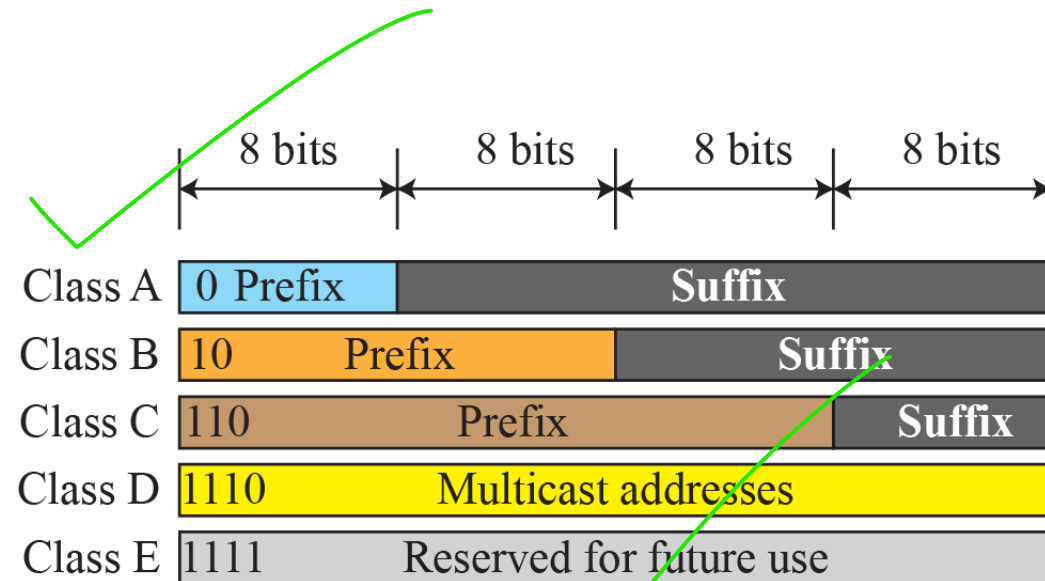 8 bits 8 bits 8 bits 8 bits
Class A 0 Prefix Suffix
Class B 10 Prefix Suffix
Class C 110 Prefix Suffix
Class D 1110 Multicast addresses
Class E 1111 Reserved for future use